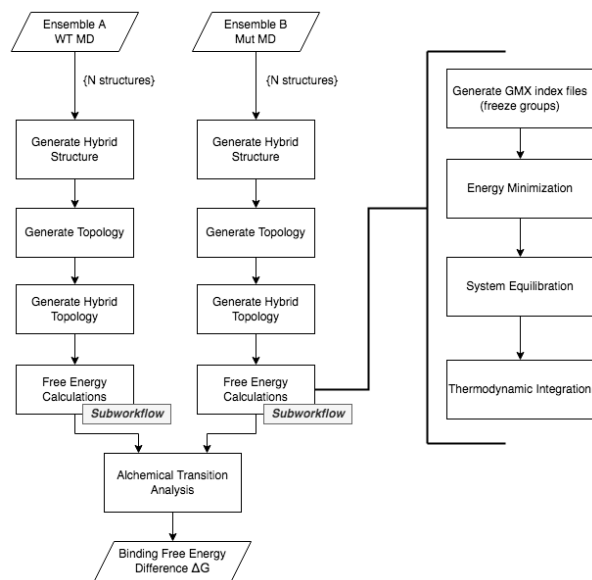 Ensemble A
WT MD
{N structures}
Generate Hybrid
Structure
Generate Topology
Generate Hybrid
Topology
Free Energy
Calculations
Subworkflow
Ensemble B
Mut MD
{N structures}
Generate Hybrid
Structure
Generate Topology
Generate Hybrid
Topology
Free Energy
Calculations
Subworkflow
Alchemical Transition
Analysis
Binding Free Energy
Difference ΔG
Generate GMX index files
(freeze groups)
Energy Minimization
System Equilibration
Thermodynamic Integration